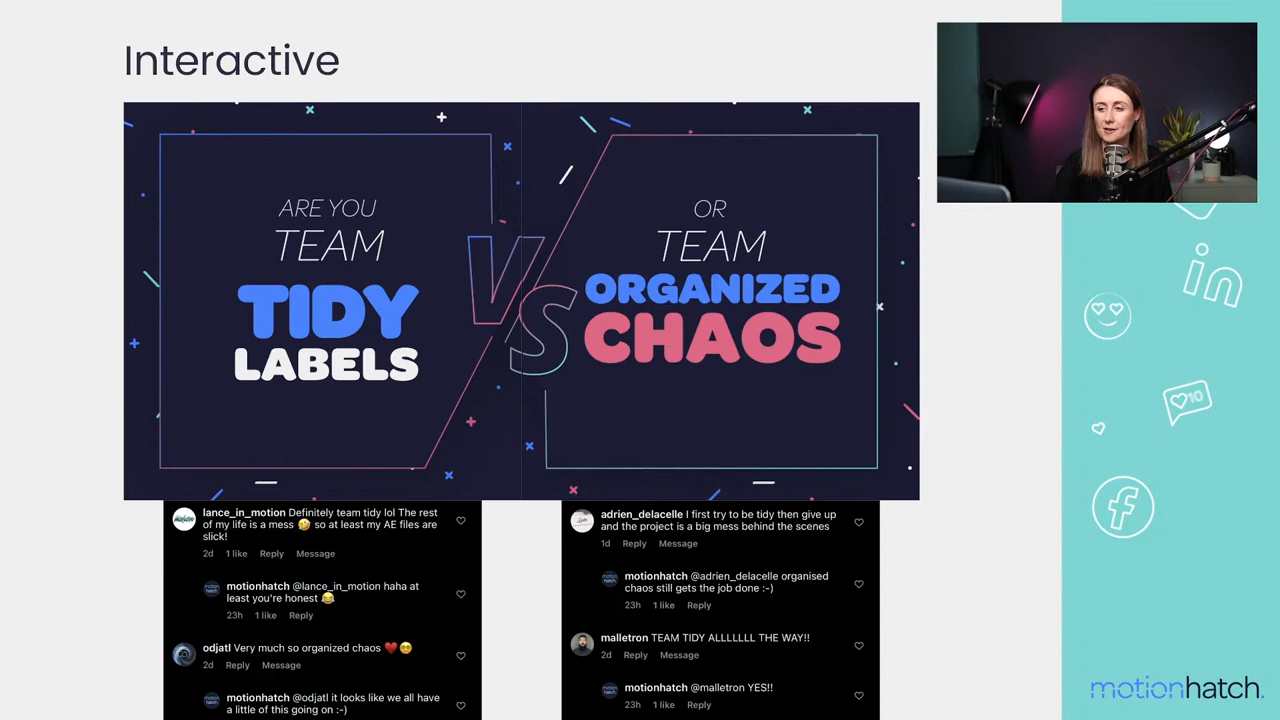 Interactive
ARE YOU
TEAM
TIDY
LABELS
VS
OR
TEAM
ORGANIZED
CHAOS
lance_in_motion Definitely team tidy lol The rest
of my life is a mess 🤣 so at least my AE files are
slick!
2d 1 like Reply Message
motionhatch @lance_in_motion haha at
least you're honest 😂
23h 1 like Reply
odjatl Very much so organized chaos ❤️😵‍💫
2d Reply Message
motionhatch @odjatl it looks like we all have
a little of this going on :-)
adrien_delacelle I first try to be tidy then give up
and the project is a big mess behind the scenes
1d Reply Message
motionhatch @adrien_delacelle organised
chaos still gets the job done :-)
23h 1 like Reply
malletron TEAM TIDY ALLLLLLL THE WAY!!
2d Reply Message
motionhatch @malletron YES!!
23h 1 like Reply
in
10
f
motionhatch.